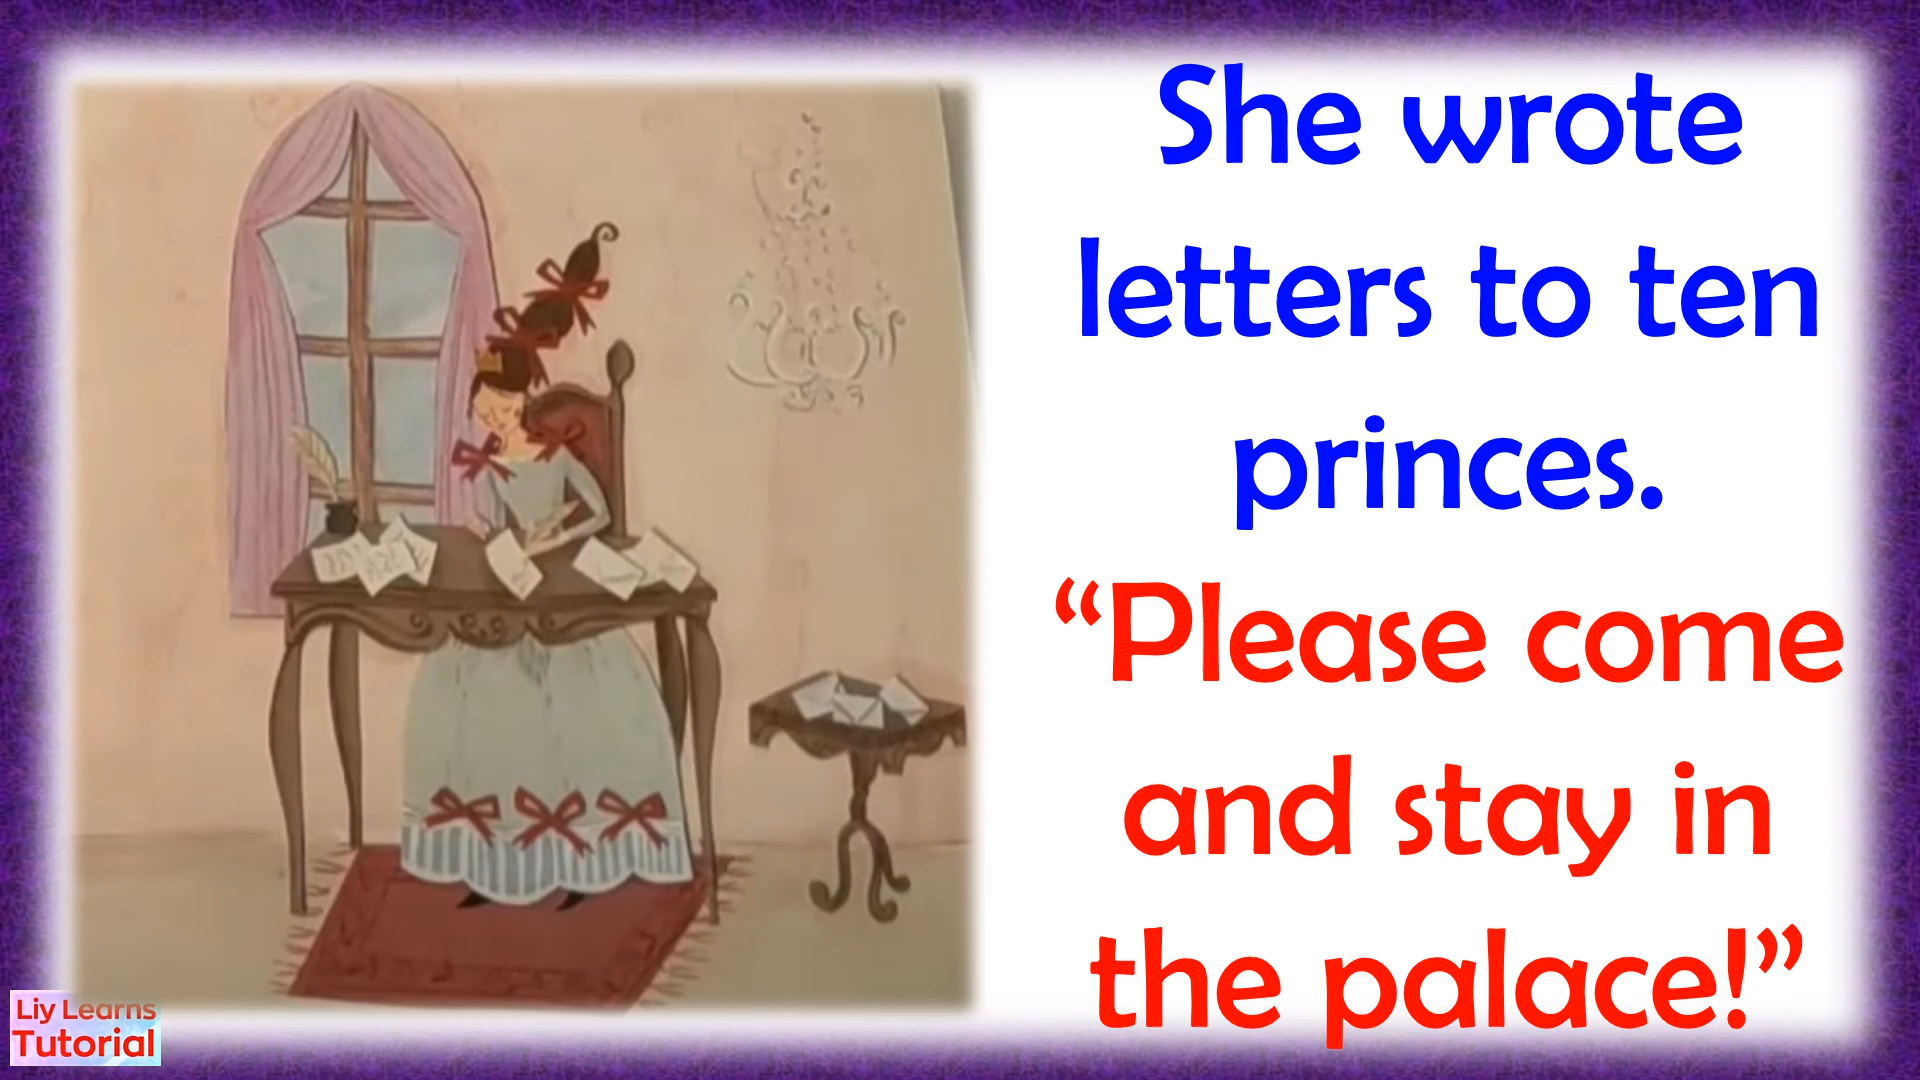 She wrote
letters to ten
princes.
“Please come
and stay in
the palace!”
Liy Learns
Tutorial